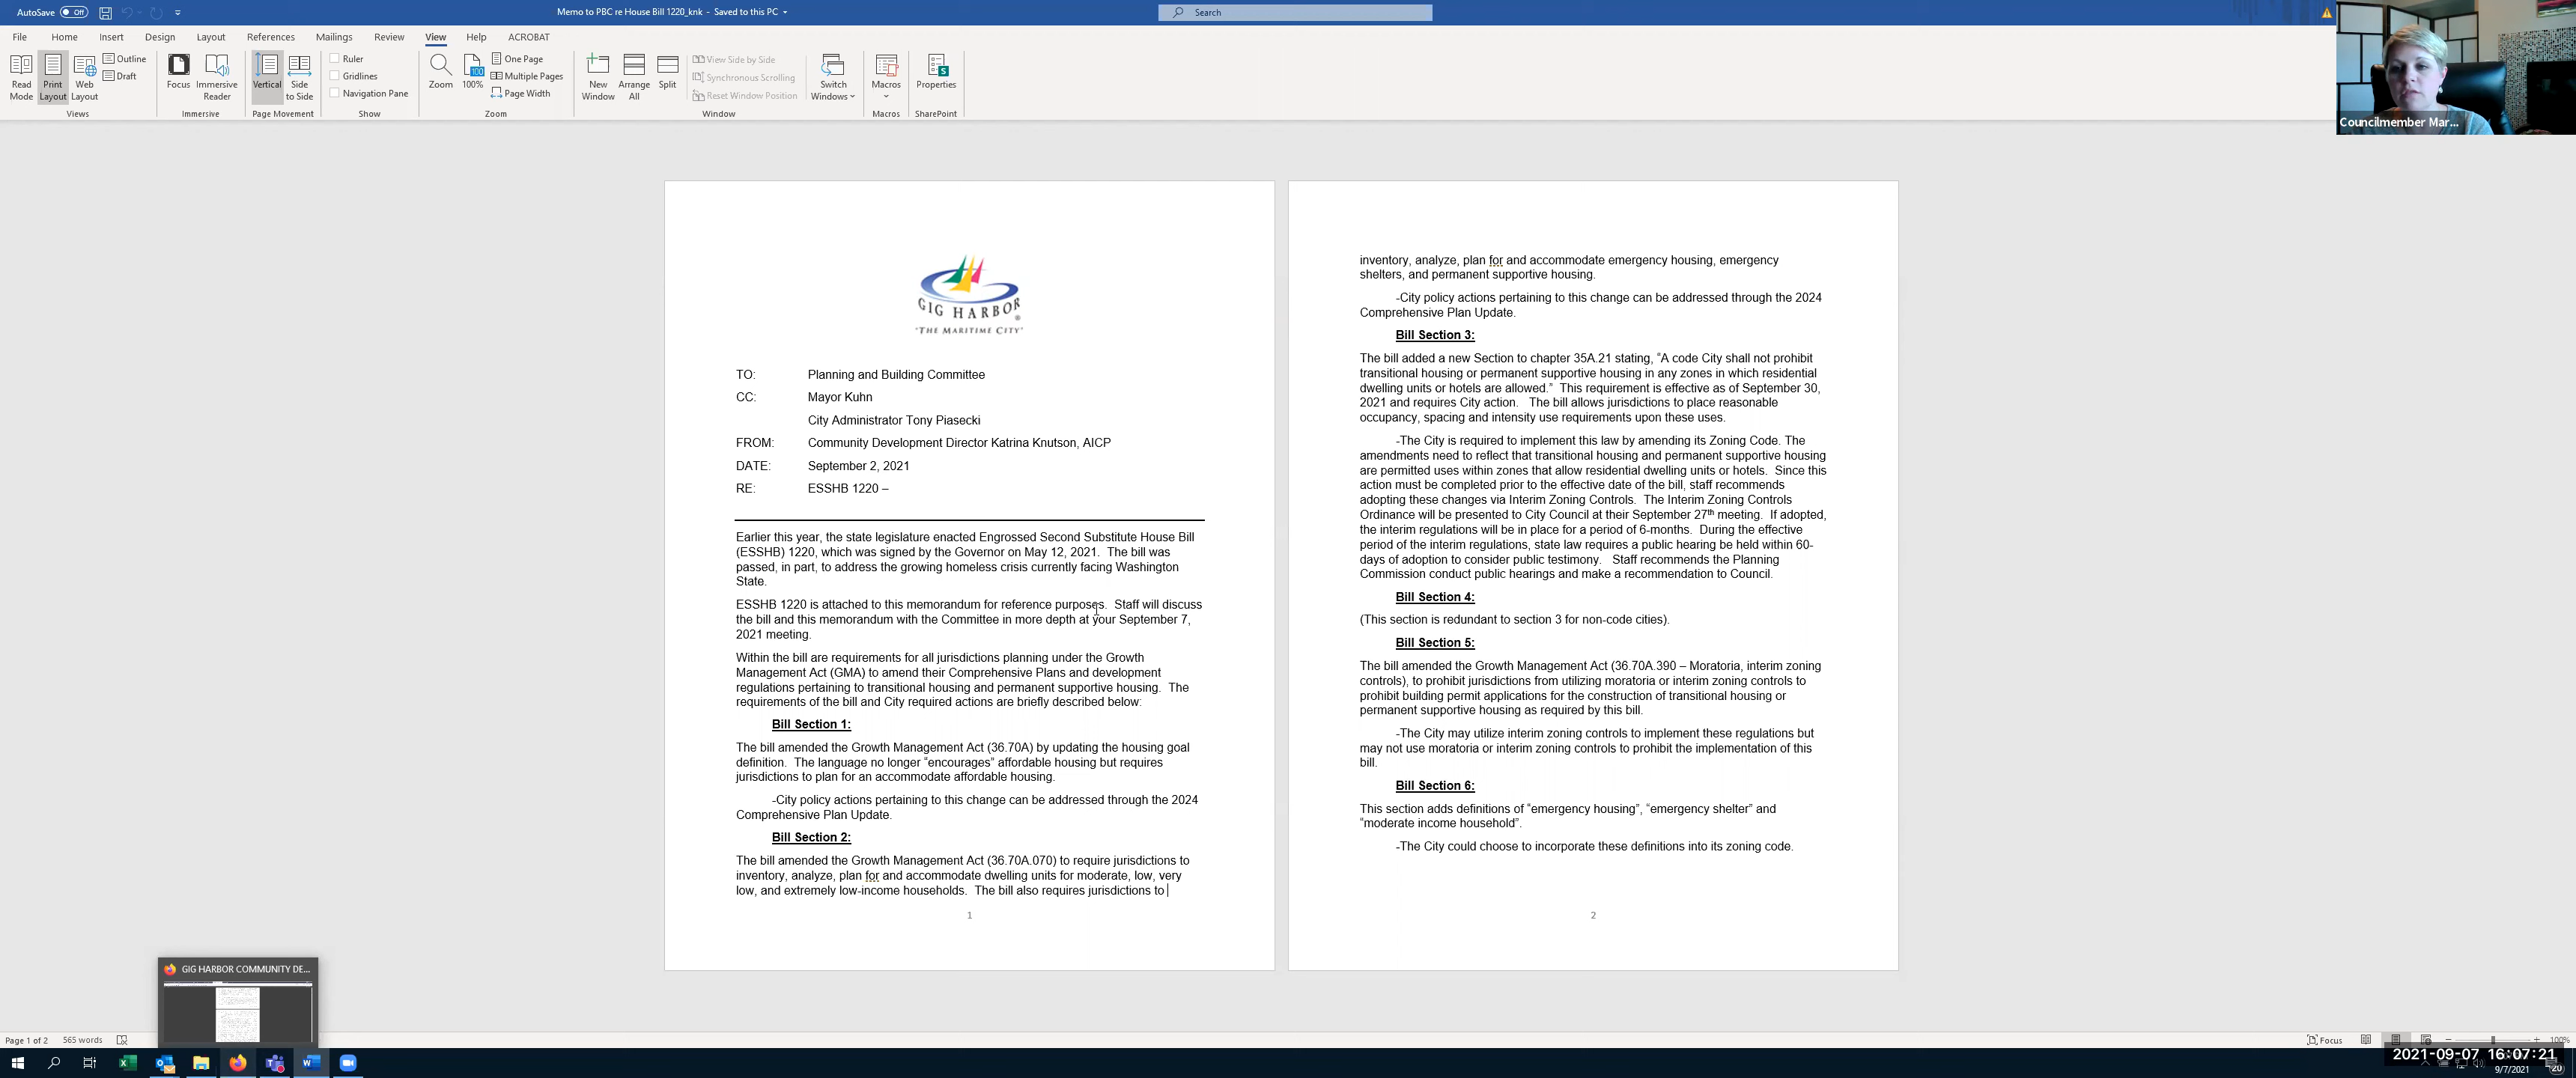 AutoSave Off
Memo to PBC re House Bill 1220_knk - Saved to this PC
Search
File Home Insert Design Layout References Mailings Review View Help ACROBAT
Read Mode
Print Layout
Web Layout
Outline
Draft
Views
Focus
Immersive Reader
Immersive
Vertical
Side to Side
Page Movement
Ruler
Gridlines
Navigation Pane
Show
Zoom
100
100%
One Page
Multiple Pages
Page Width
Zoom
New Window
Arrange All
Split
View Side by Side
Synchronous Scrolling
Reset Window Position
Switch Windows
Window
Macros
Macros
Properties
SharePoint
Councilmember Mar...
GIG HARBOR
"THE MARITIME CITY"
TO: Planning and Building Committee
CC: Mayor Kuhn
City Administrator Tony Piasecki
FROM: Community Development Director Katrina Knutson, AICP
DATE: September 2, 2021
RE: ESSHB 1220 –
Earlier this year, the state legislature enacted Engrossed Second Substitute House Bill
(ESSHB) 1220, which was signed by the Governor on May 12, 2021. The bill was
passed, in part, to address the growing homeless crisis currently facing Washington
State.
ESSHB 1220 is attached to this memorandum for reference purposes. Staff will discuss
the bill and this memorandum with the Committee in more depth at your September 7,
2021 meeting.
Within the bill are requirements for all jurisdictions planning under the Growth
Management Act (GMA) to amend their Comprehensive Plans and development
regulations pertaining to transitional housing and permanent supportive housing. The
requirements of the bill and City required actions are briefly described below:
Bill Section 1:
The bill amended the Growth Management Act (36.70A) by updating the housing goal
definition. The language no longer “encourages” affordable housing but requires
jurisdictions to plan for an accommodate affordable housing.
-City policy actions pertaining to this change can be addressed through the 2024
Comprehensive Plan Update.
Bill Section 2:
The bill amended the Growth Management Act (36.70A.070) to require jurisdictions to
inventory, analyze, plan for and accommodate dwelling units for moderate, low, very
low, and extremely low-income households. The bill also requires jurisdictions to
1
inventory, analyze, plan for and accommodate emergency housing, emergency
shelters, and permanent supportive housing.
-City policy actions pertaining to this change can be addressed through the 2024
Comprehensive Plan Update.
Bill Section 3:
The bill added a new Section to chapter 35A.21 stating, “A code City shall not prohibit
transitional housing or permanent supportive housing in any zones in which residential
dwelling units or hotels are allowed.” This requirement is effective as of September 30,
2021 and requires City action. The bill allows jurisdictions to place reasonable
occupancy, spacing and intensity use requirements upon these uses.
-The City is required to implement this law by amending its Zoning Code. The
amendments need to reflect that transitional housing and permanent supportive housing
are permitted uses within zones that allow residential dwelling units or hotels. Since this
action must be completed prior to the effective date of the bill, staff recommends
adopting these changes via Interim Zoning Controls. The Interim Zoning Controls
Ordinance will be presented to City Council at their September 27th meeting. If adopted,
the interim regulations will be in place for a period of 6-months. During the effective
period of the interim regulations, state law requires a public hearing be held within 60-
days of adoption to consider public testimony. Staff recommends the Planning
Commission conduct public hearings and make a recommendation to Council.
Bill Section 4:
(This section is redundant to section 3 for non-code cities).
Bill Section 5:
The bill amended the Growth Management Act (36.70A.390 – Moratoria, interim zoning
controls), to prohibit jurisdictions from utilizing moratoria or interim zoning controls to
prohibit building permit applications for the construction of transitional housing or
permanent supportive housing as required by this bill.
-The City may utilize interim zoning controls to implement these regulations but
may not use moratoria or interim zoning controls to prohibit the implementation of this
bill.
Bill Section 6:
This section adds definitions of “emergency housing”, “emergency shelter” and
“moderate income household”.
-The City could choose to incorporate these definitions into its zoning code.
2
GIG HARBOR COMMUNITY DE...
Page 1 of 2 565 words
Focus
100%
2021-09-07 16:07:21
9/7/2021
20